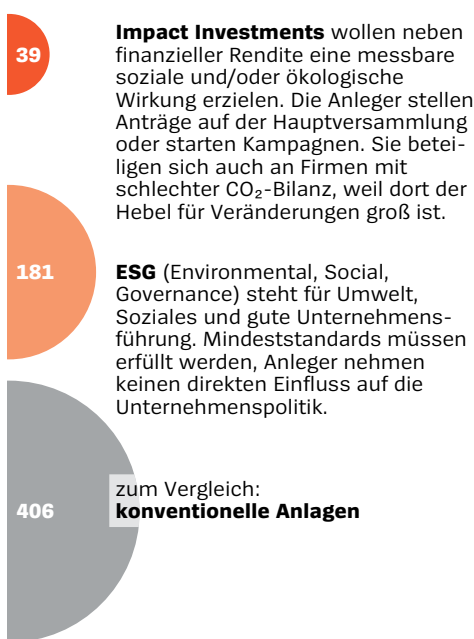 39
Impact Investments wollen neben
finanzieller Rendite eine messbare
soziale und/oder ökologische
Wirkung erzielen. Die Anleger stellen
Anträge auf der Hauptversammlung
oder starten Kampagnen. Sie betei-
ligen sich auch an Firmen mit
schlechter CO₂-Bilanz, weil dort der
Hebel für Veränderungen groß ist.
181
ESG (Environmental, Social,
Governance) steht für Umwelt,
Soziales und gute Unternehmens-
führung. Mindeststandards müssen
erfüllt werden, Anleger nehmen
keinen direkten Einfluss auf die
Unternehmenspolitik.
406
zum Vergleich:
konventionelle Anlagen